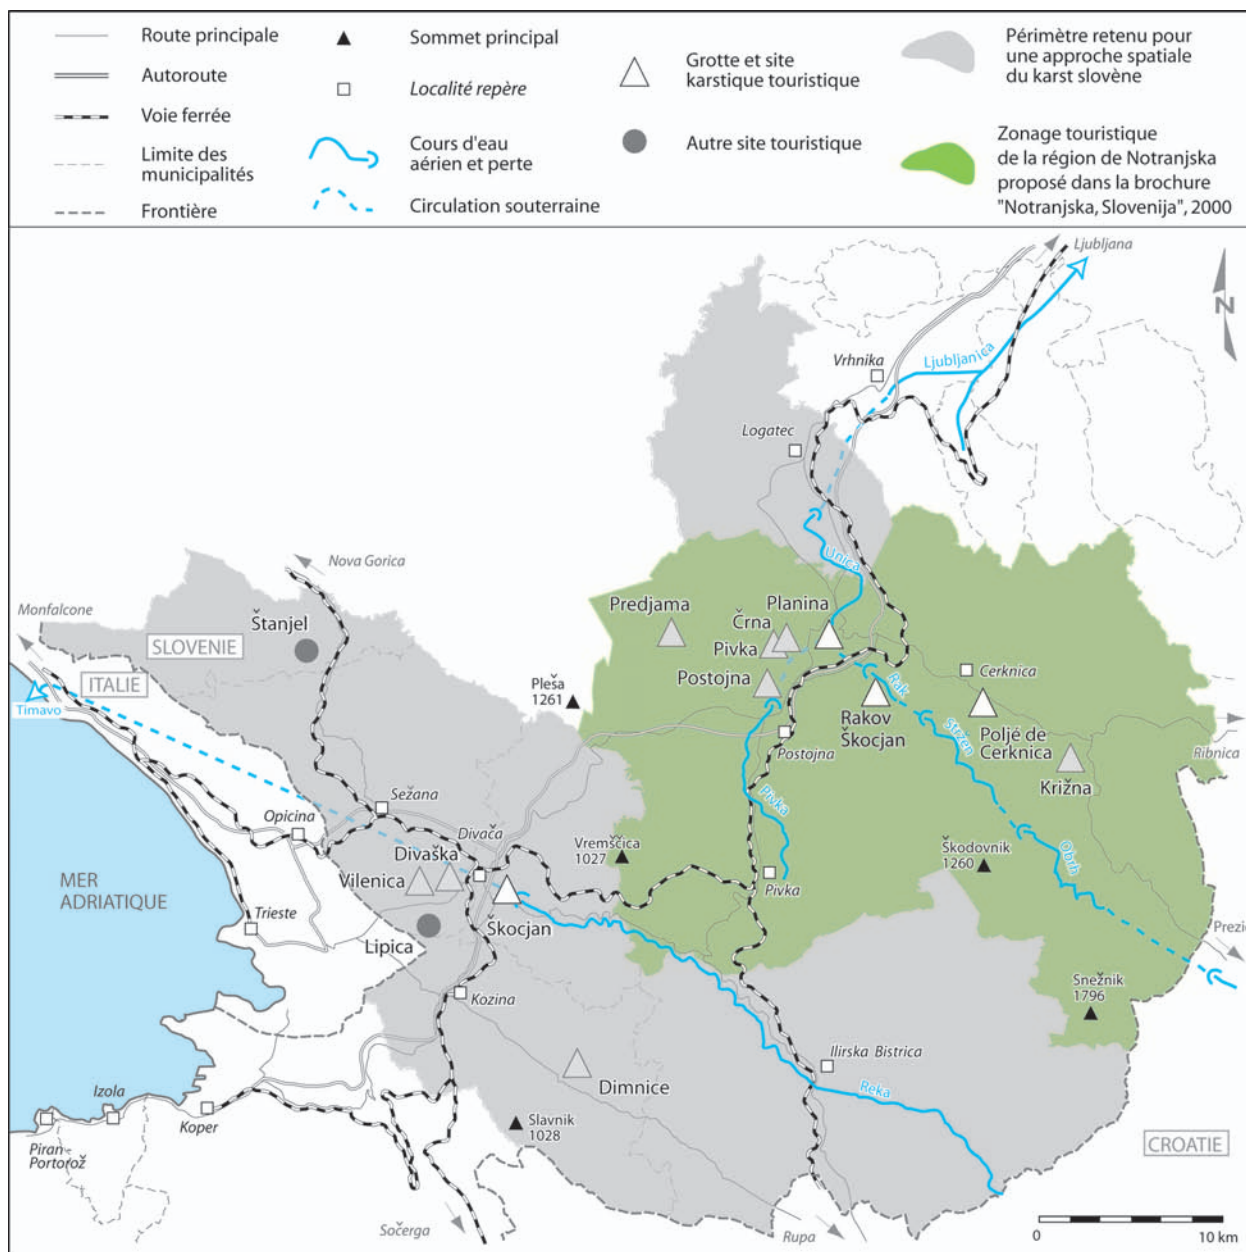 Route principale
Autoroute
Voie ferrée
Limite des
municipalités
Frontière
Sommet principal
Localité repère
Cours d'eau
aérien et perte
Circulation souterraine
Grotte et site
karstique touristique
Autre site touristique
Périmètre retenu pour
une approche spatiale
du karst slovène
Zonage touristique
de la région de Notranjska
proposé dans la brochure
"Notranjska, Slovenija", 2000
Ljubljana
N
Vrhnika
Ljubljanica
Logatec
Unica
Nova Gorica
Monfalcone
Štanjel
SLOVENIE
ITALIE
Timavo
Predjama
Črna
Planina
Pivka
Postojna
Pleša
1261
Cerknica
Rak
Rakov
Škocjan
Stržen
Poljé de
Cerknica
Ribnica
Postojna
Križna
Pivka
Sežana
Opicina
Divača
Divaška
Vilenica
Vremščica
1027
Škodovnik
1260
Obrh
Pivka
MER
ADRIATIQUE
Trieste
Škocjan
Lipica
Prezid
Kozina
Snežnik
1796
Ilirska Bistrica
Dimnice
Reka
Izola
Koper
Slavnik
1028
Piran-
Portorož
CROATIE
Sočerga
Rupa
0
10 km